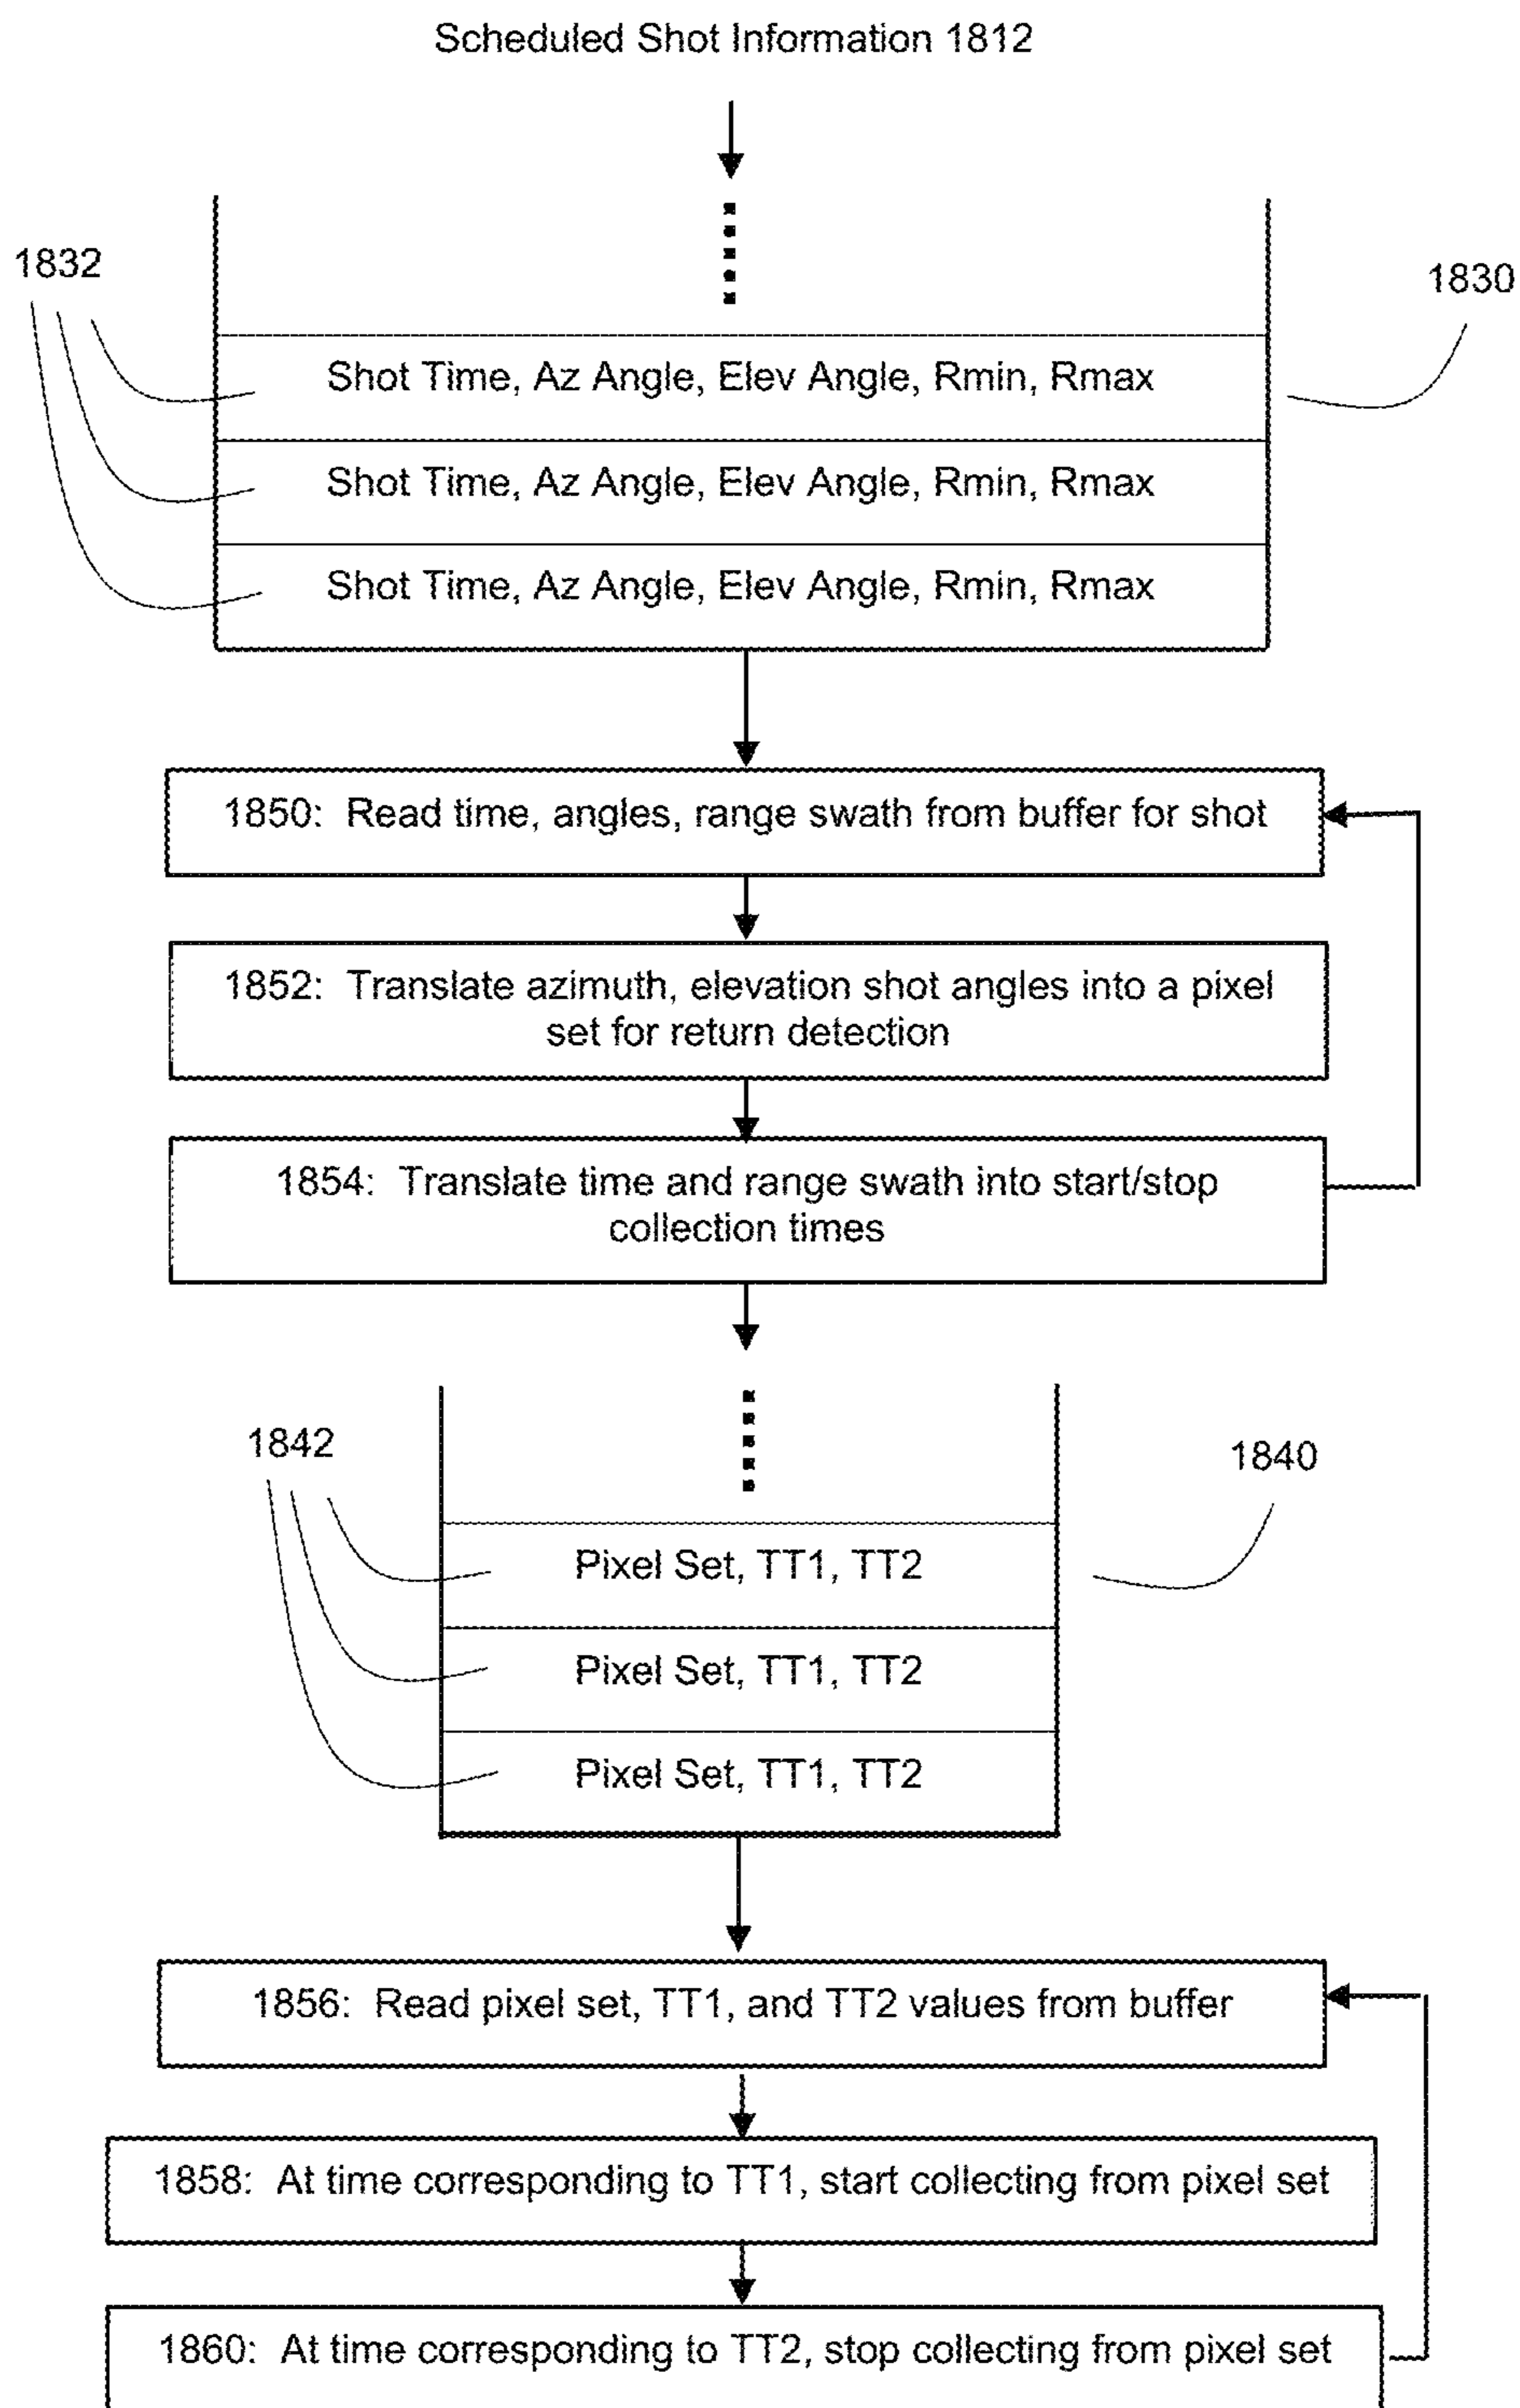 Scheduled Shot Information 1812
1832
1830
Shot Time, Az Angle, Elev Angle, Rmin, Rmax
Shot Time, Az Angle, Elev Angle, Rmin, Rmax
Shot Time, Az Angle, Elev Angle, Rmin, Rmax
1850: Read time, angles, range swath from buffer for shot
1852: Translate azimuth, elevation shot angles into a pixel
set for return detection
1854: Translate time and range swath into start/stop
collection times
1842
1840
Pixel Set, TT1, TT2
Pixel Set, TT1, TT2
Pixel Set, TT1, TT2
1856: Read pixel set, TT1, and TT2 values from buffer
1858: At time corresponding to TT1, start collecting from pixel set
1860: At time corresponding to TT2, stop collecting from pixel set